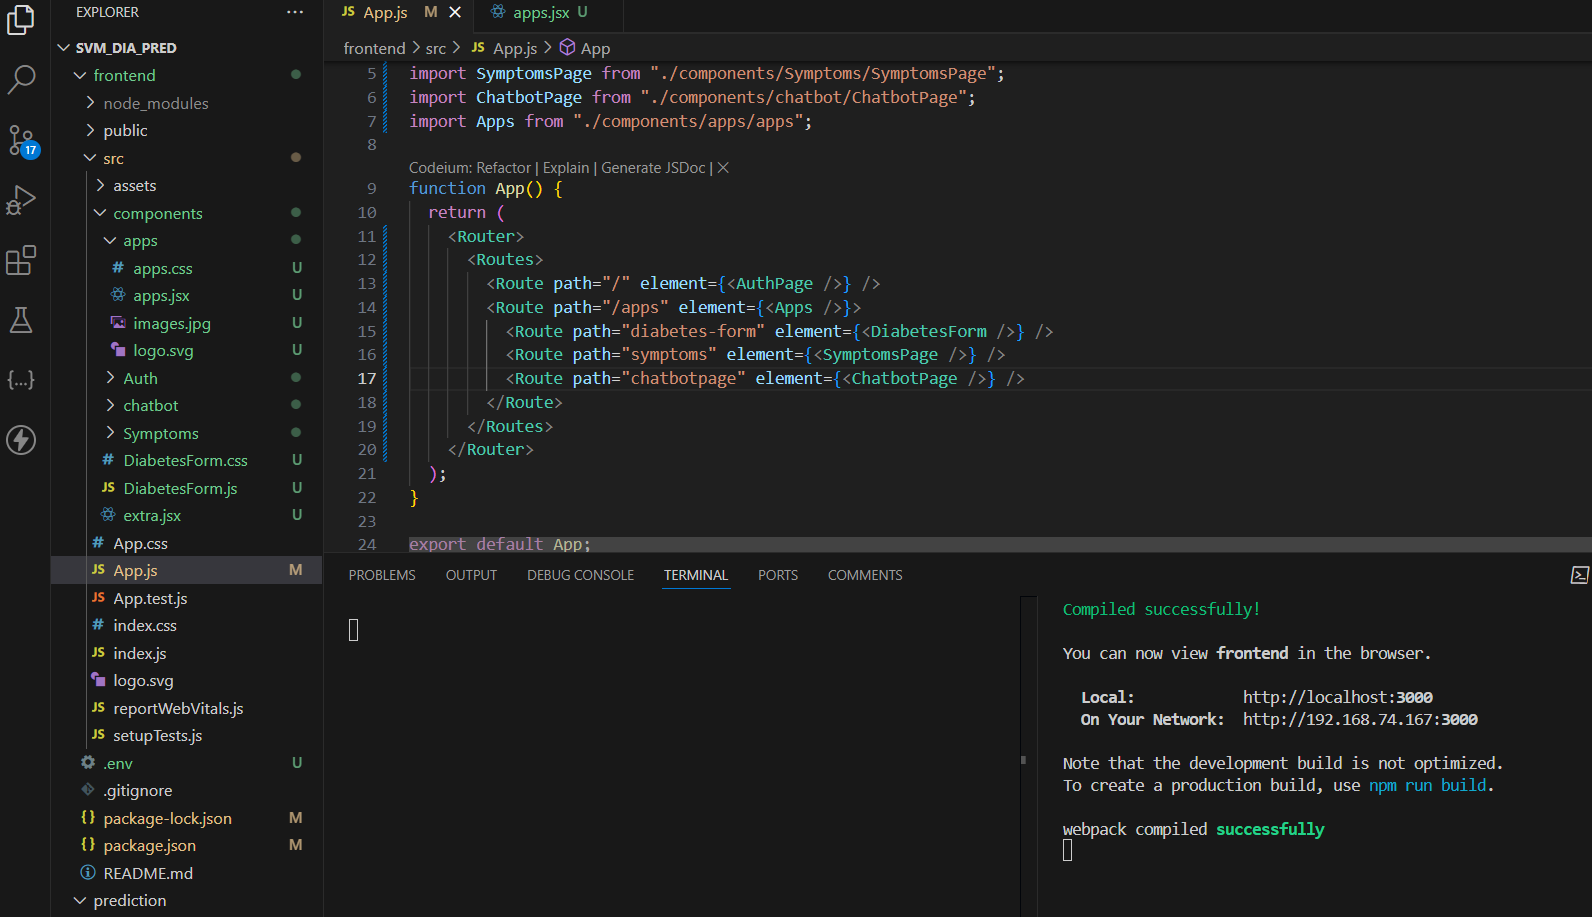 EXPLORER
SVM_DIA_PRED
frontend
node_modules
public
src
assets
components
apps
# apps.css U
apps.jsx U
images.jpg U
logo.svg U
Auth
chatbot
Symptoms
# DiabetesForm.css U
JS DiabetesForm.js U
extra.jsx U
# App.css
JS App.js M
JS App.test.js
# index.css
JS index.js
logo.svg
JS reportWebVitals.js
JS setupTests.js
.env U
.gitignore
{} package-lock.json M
{} package.json M
README.md
prediction
17
JS App.js M
apps.jsx U
frontend > src > JS App.js > App
5 import SymptomsPage from "./components/Symptoms/SymptomsPage";
6 import ChatbotPage from "./components/chatbot/ChatbotPage";
7 import Apps from "./components/apps/apps";
8
Codeium: Refactor | Explain | Generate JSDoc | ×
9 function App() {
10 return (
11 <Router>
12 <Routes>
13 <Route path="/" element={<AuthPage />} />
14 <Route path="/apps" element={<Apps />}>
15 <Route path="diabetes-form" element={<DiabetesForm />} />
16 <Route path="symptoms" element={<SymptomsPage />} />
17 <Route path="chatbotpage" element={<ChatbotPage />} />
18 </Route>
19 </Routes>
20 </Router>
21 );
22 }
23
24 export default App;
PROBLEMS OUTPUT DEBUG CONSOLE TERMINAL PORTS COMMENTS
Compiled successfully!
You can now view frontend in the browser.
Local: http://localhost:3000
On Your Network: http://192.168.74.167:3000
Note that the development build is not optimized.
To create a production build, use npm run build.
webpack compiled successfully